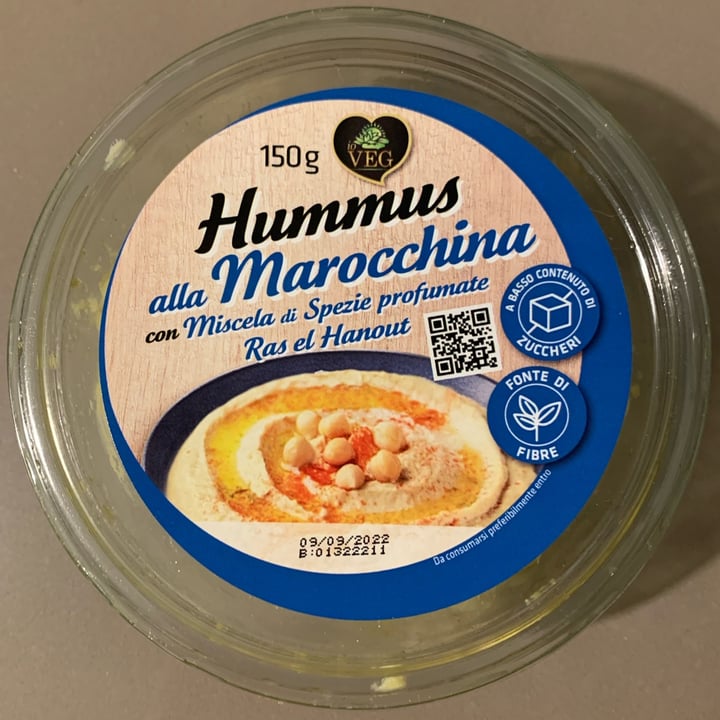 150g
io
VEG
Hummus
alla Marocchina
con Miscela di Spezie profumate
Ras el Hanout
A BASSO CONTENUTO DI
ZUCCHERI
FONTE DI
FIBRE
09/09/2022
B:01322211
Da consumarsi preferibilmente entro